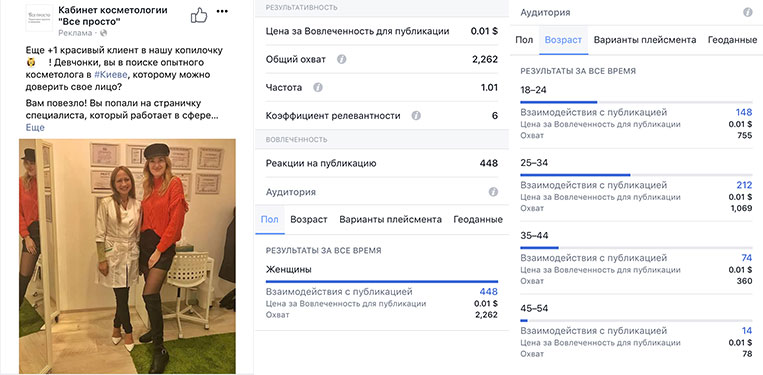 Все просто
Кабинет косметологии
"Все просто"
Реклама
Еще +1 красивый клиент в нашу копилочку
! Девчонки, вы в поиске опытного
косметолога в #Киеве, которому можно
доверить свое лицо?
Вам повезло! Вы попали на страничку
специалиста, который работает в сфере...
Еще
РЕЗУЛЬТАТИВНОСТЬ
Цена за Вовлеченность для публикации 0.01 $
Общий охват 2,262
Частота 1.01
Коэффициент релевантности 6
ВОВЛЕЧЕННОСТЬ
Реакции на публикацию 448
Аудитория
Пол Возраст Варианты плейсмента Геоданные
РЕЗУЛЬТАТЫ ЗА ВСЕ ВРЕМЯ
Женщины
Взаимодействия с публикацией 448
Цена за Вовлеченность для публикации 0.01 $
Охват 2,262
Аудитория
Пол Возраст Варианты плейсмента Геоданные
РЕЗУЛЬТАТЫ ЗА ВСЕ ВРЕМЯ
18–24
Взаимодействия с публикацией 148
Цена за Вовлеченность для публикации 0.01 $
Охват 755
25–34
Взаимодействия с публикацией 212
Цена за Вовлеченность для публикации 0.01 $
Охват 1,069
35–44
Взаимодействия с публикацией 74
Цена за Вовлеченность для публикации 0.01 $
Охват 360
45–54
Взаимодействия с публикацией 14
Цена за Вовлеченность для публикации 0.01 $
Охват 78